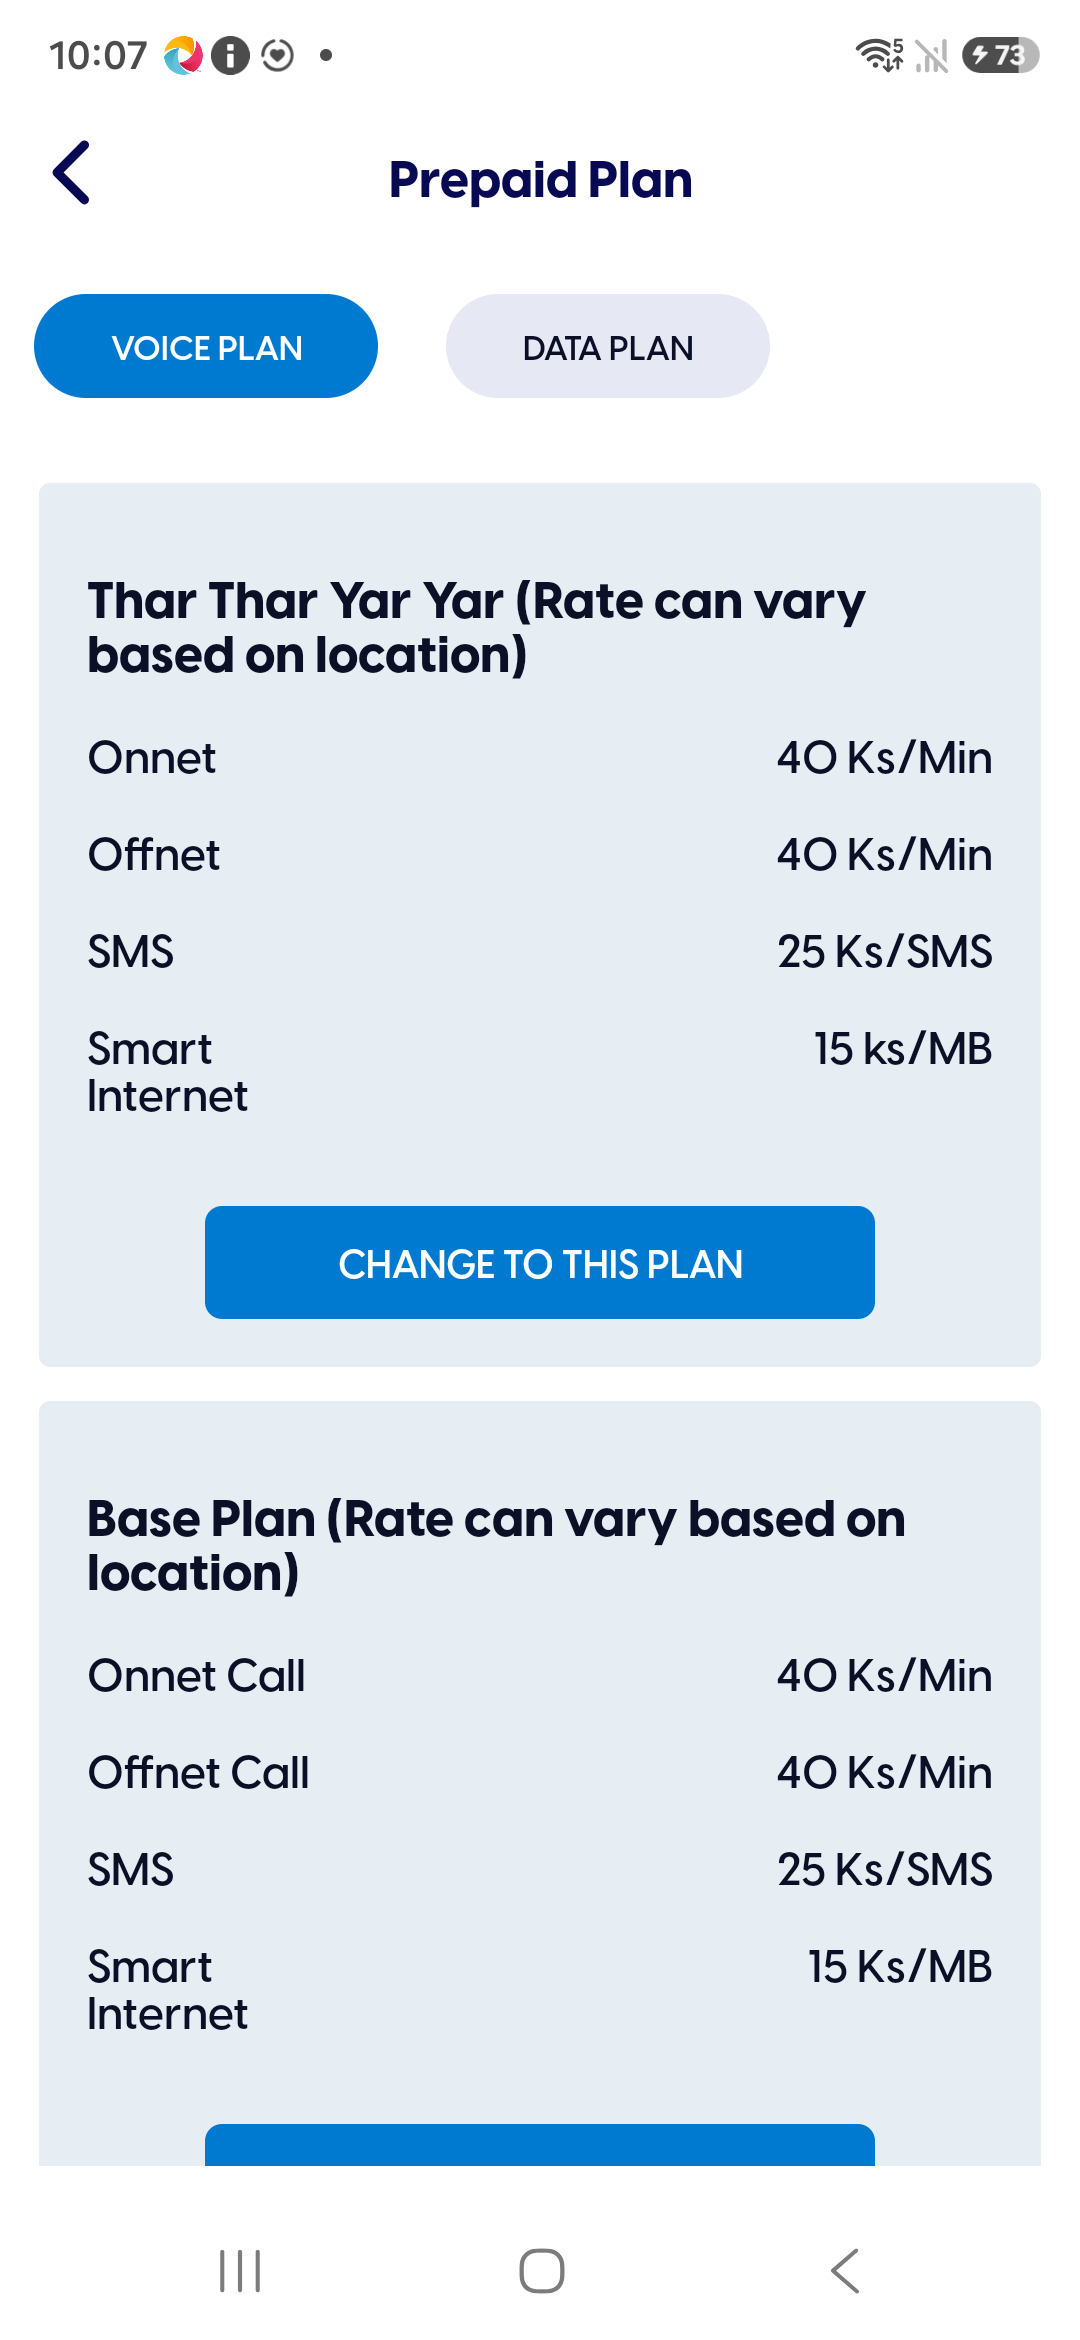 10:07
5
73
Prepaid Plan
VOICE PLAN
DATA PLAN
Thar Thar Yar Yar (Rate can vary
based on location)
Onnet 40 Ks/Min
Offnet 40 Ks/Min
SMS 25 Ks/SMS
Smart 15 ks/MB
Internet
CHANGE TO THIS PLAN
Base Plan (Rate can vary based on
location)
Onnet Call 40 Ks/Min
Offnet Call 40 Ks/Min
SMS 25 Ks/SMS
Smart 15 Ks/MB
Internet